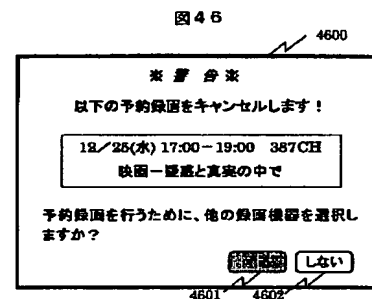 図46
4600
※ 警 告 ※
以下の予約録画をキャンセルします！
12／25(水) 17:00－19:00 387CH
映画－疑惑と真実の中で
予約録画を行うために、他の録画機器を選択し
ますか？
しない
4601 4602